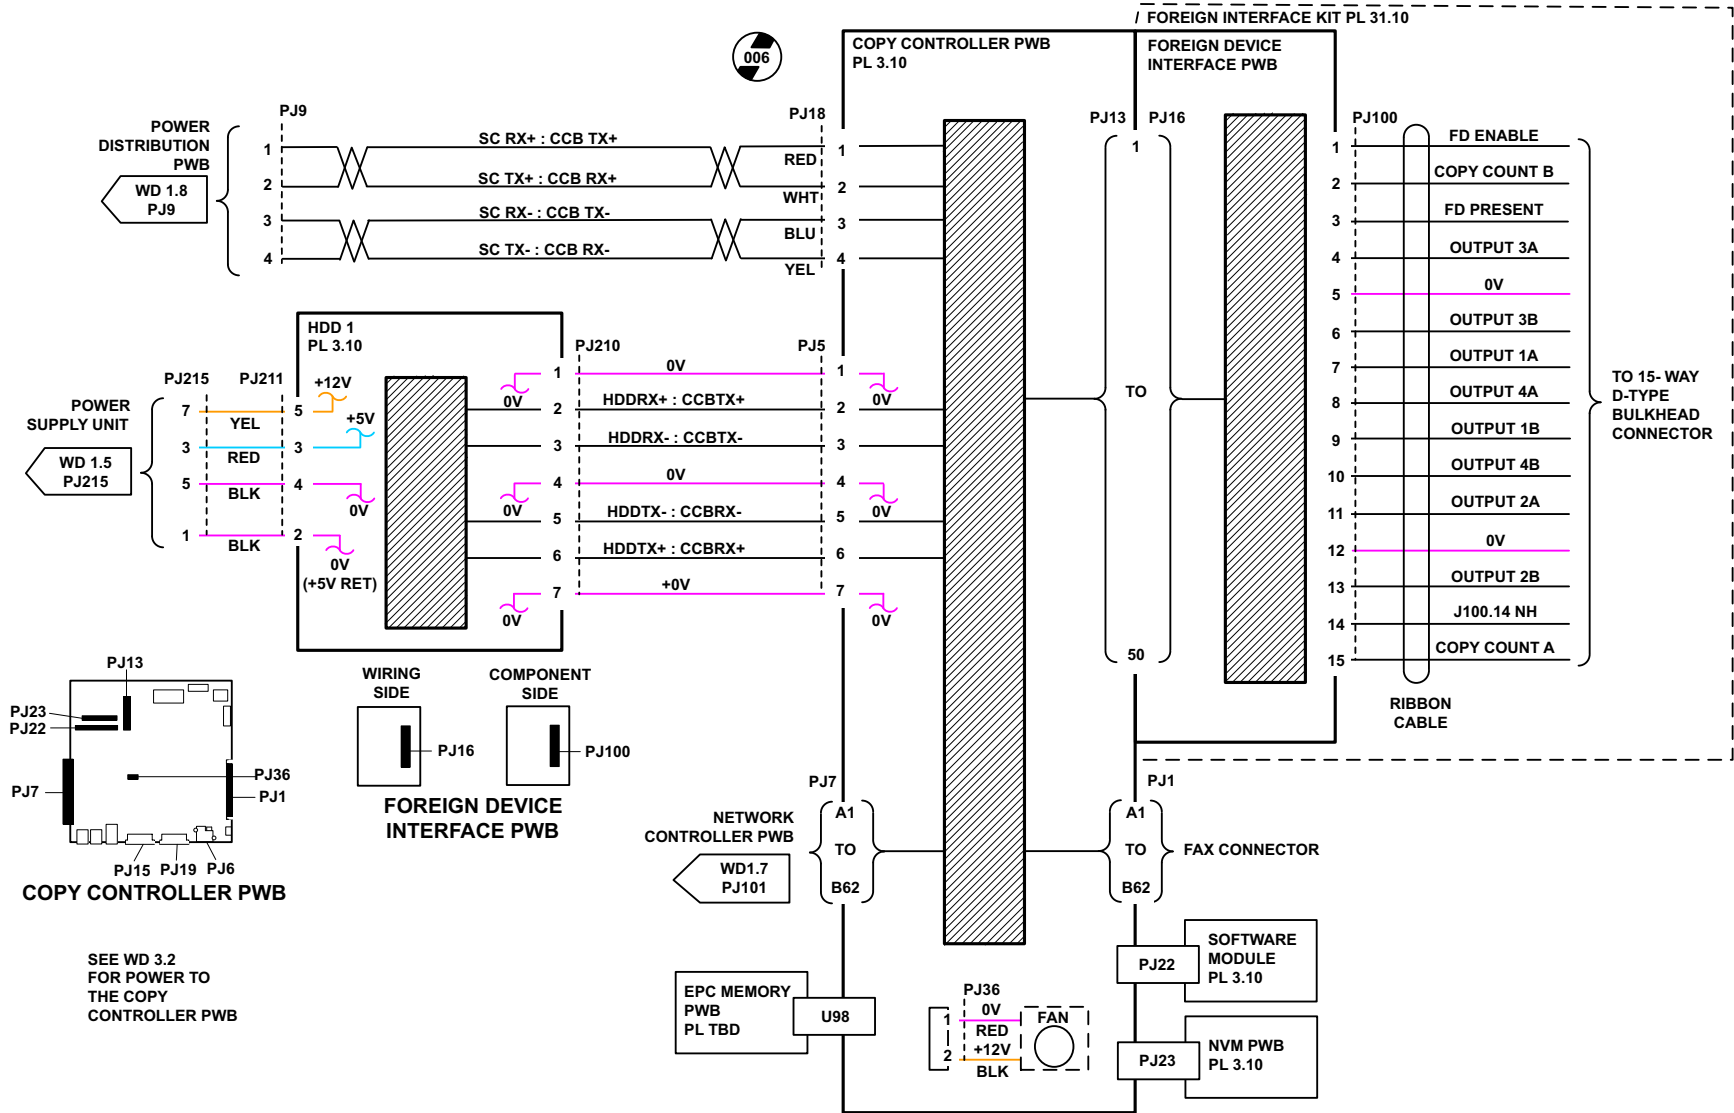 FOREIGN INTERFACE KIT PL 31.10
006
COPY CONTROLLER PWB
PL 3.10
FOREIGN DEVICE
INTERFACE PWB
POWER
DISTRIBUTION
PWB
WD 1.8
PJ9
PJ9
1
2
3
4
SC RX+ : CCB TX+
SC TX+ : CCB RX+
SC RX- : CCB TX-
SC TX- : CCB RX-
PJ18
RED
WHT
BLU
YEL
1
2
3
4
PJ13
PJ16
1
TO
50
PJ100
1
2
3
4
5
6
7
8
9
10
11
12
13
14
15
FD ENABLE
COPY COUNT B
FD PRESENT
OUTPUT 3A
0V
OUTPUT 3B
OUTPUT 1A
OUTPUT 4A
OUTPUT 1B
OUTPUT 4B
OUTPUT 2A
0V
OUTPUT 2B
J100.14 NH
COPY COUNT A
RIBBON
CABLE
TO 15- WAY
D-TYPE
BULKHEAD
CONNECTOR
POWER
SUPPLY UNIT
WD 1.5
PJ215
PJ215
7
3
5
1
YEL
RED
BLK
BLK
PJ211
5
3
4
2
HDD 1
PL 3.10
+12V
+5V
0V
0V
(+5V RET)
0V
0V
0V
PJ210
1
2
3
4
5
6
7
0V
HDDRX+ : CCBTX+
HDDRX- : CCBTX-
0V
HDDTX- : CCBRX-
HDDTX+ : CCBRX+
+0V
PJ5
1
2
3
4
5
6
7
0V
0V
0V
PJ13
PJ23
PJ22
PJ7
PJ36
PJ1
PJ15
PJ19
PJ6
COPY CONTROLLER PWB
WIRING
SIDE
PJ16
COMPONENT
SIDE
PJ100
FOREIGN DEVICE
INTERFACE PWB
SEE WD 3.2
FOR POWER TO
THE COPY
CONTROLLER PWB
NETWORK
CONTROLLER PWB
WD1.7
PJ101
PJ7
A1
TO
B62
PJ1
A1
TO
B62
FAX CONNECTOR
EPC MEMORY
PWB
PL TBD
U98
PJ36
1
2
0V
RED
+12V
BLK
FAN
PJ22
SOFTWARE
MODULE
PL 3.10
PJ23
NVM PWB
PL 3.10